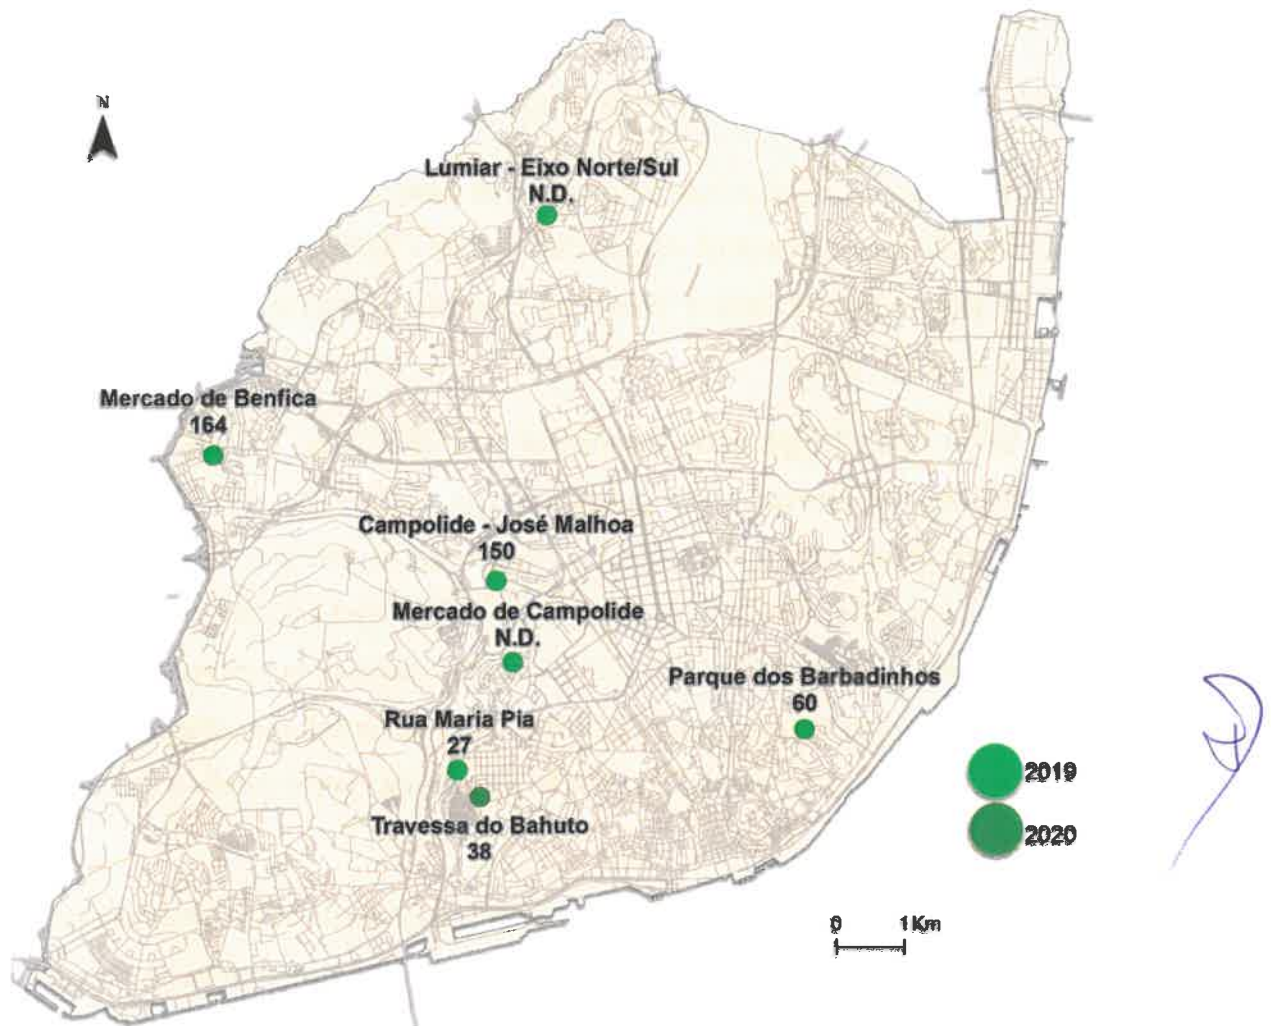 N
Lumiar - Eixo Norte/Sul
N.D.
Mercado de Benfica
164
Campolide - José Malhoa
150
Mercado de Campolide
N.D.
Parque dos Barbadinhos
60
Rua Maria Pia
27
Travessa do Bahuto
38
2019
2020
0 1 Km